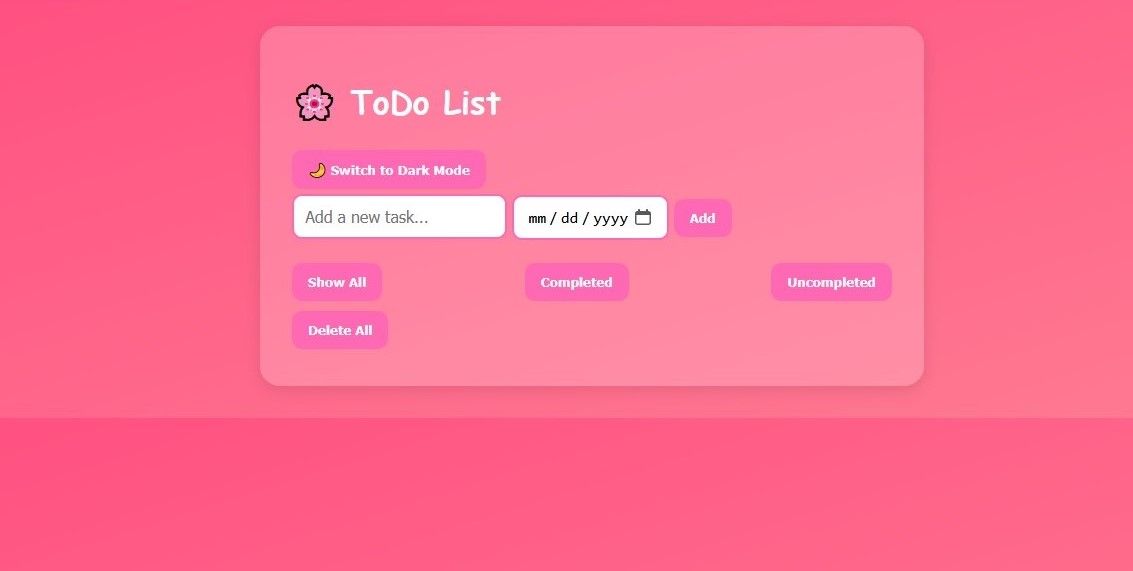 🌸 ToDo List
🌙 Switch to Dark Mode
Add a new task... mm / dd / yyyy Add
Show All Completed Uncompleted
Delete All